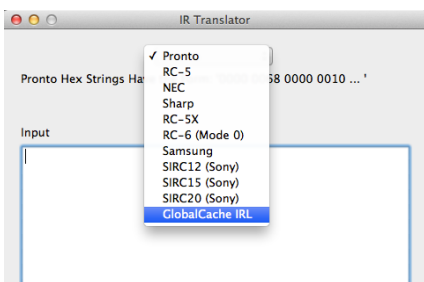 IR Translator
✓ Pronto
RC-5
Pronto Hex Strings Ha 68 0000 0010 ... '
NEC
Sharp
RC-5X
Input
RC-6 (Mode 0)
Samsung
SIRC12 (Sony)
SIRC15 (Sony)
SIRC20 (Sony)
GlobalCache IRL